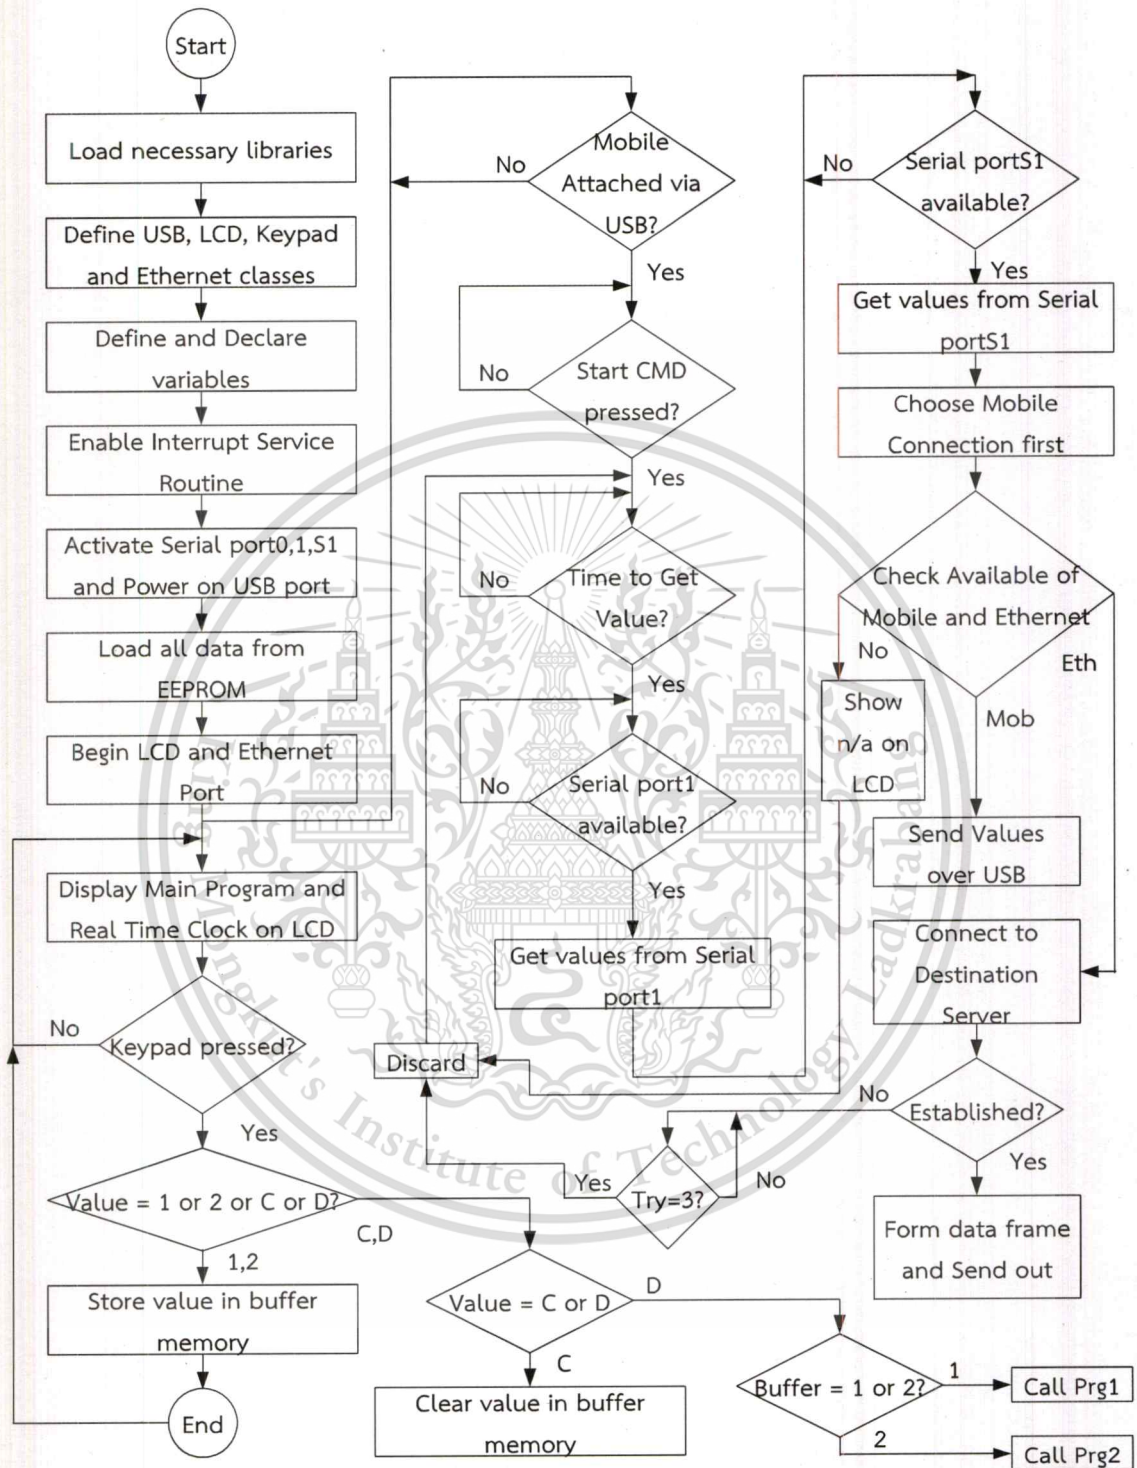 Start
Load necessary libraries
Define USB, LCD, Keypad
and Ethernet classes
Define and Declare
variables
Enable Interrupt Service
Routine
Activate Serial port0,1,S1
and Power on USB port
Load all data from
EEPROM
Begin LCD and Ethernet
Port
Display Main Program and
Real Time Clock on LCD
No
Keypad pressed?
Yes
Value = 1 or 2 or C or D?
C,D
1,2
Store value in buffer
memory
End
Mobile
Attached via
USB?
No
Yes
Start CMD
pressed?
No
Yes
Time to Get
Value?
No
Yes
Serial port1
available?
No
Yes
Get values from Serial
port1
Discard
Serial portS1
available?
No
Yes
Get values from Serial
portS1
Choose Mobile
Connection first
Check Available of
Mobile and Ethernet
No
Eth
Mob
Show
n/a on
LCD
Send Values
over USB
Connect to
Destination
Server
No
Established?
Yes
Form data frame
and Send out
Yes
Try=3?
No
Value = C or D
D
C
Clear value in buffer
memory
Buffer = 1 or 2?
1
Call Prg1
2
Call Prg2
King Mongkut's Institute of Technology Ladkrabang